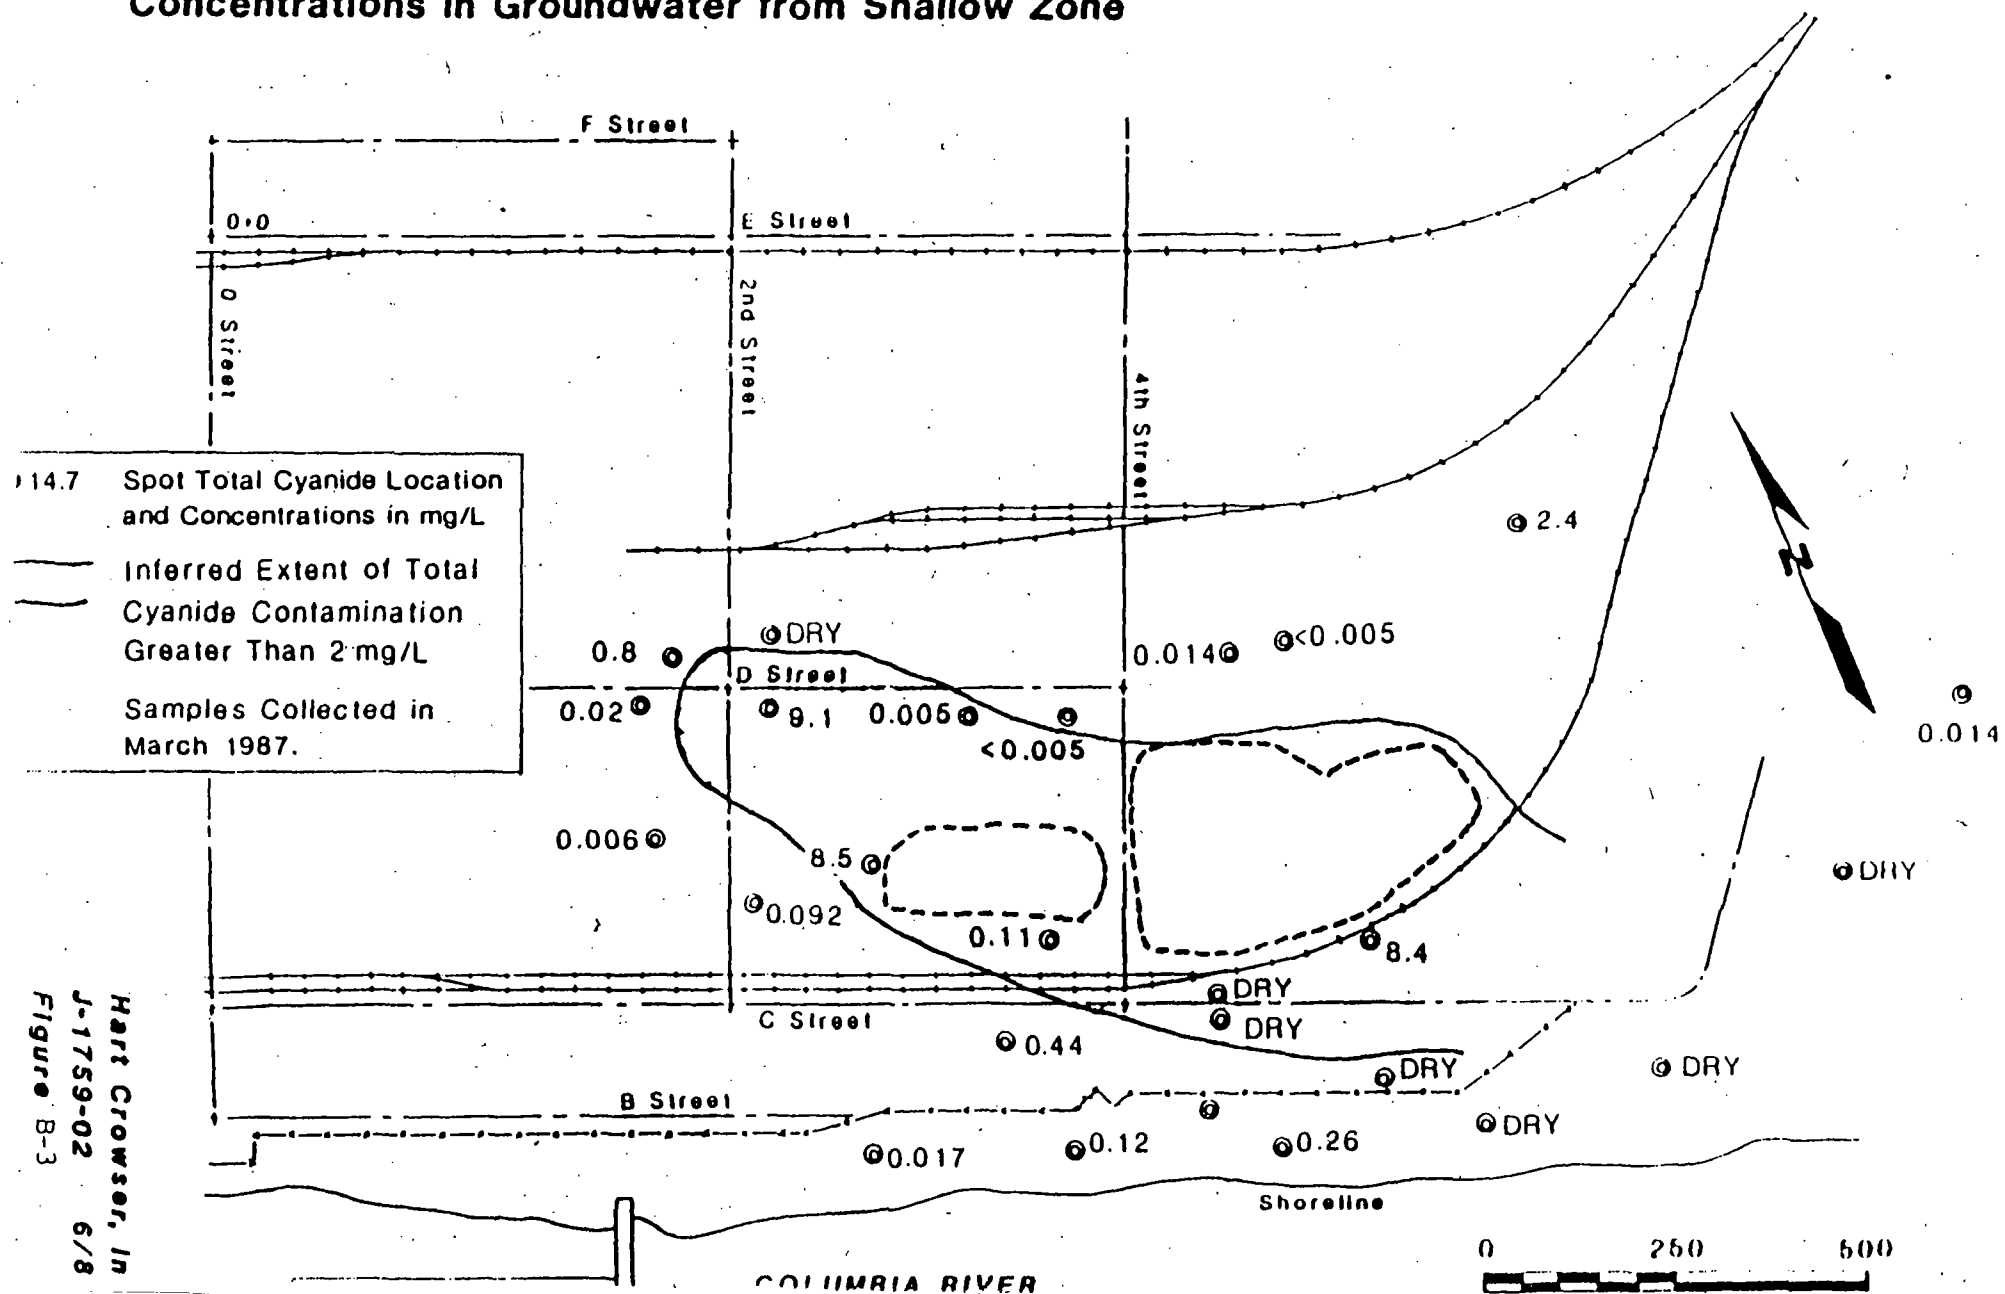 Concentrations in Groundwater from Shallow Zone
F Street
0+0
E Street
0 Street
2nd Street
4th Street
14.7 Spot Total Cyanide Location
and Concentrations in mg/L
Inferred Extent of Total
Cyanide Contamination
Greater Than 2 mg/L
Samples Collected in
March 1987.
2.4
N
DRY
0.8
0.014
<0.005
D Street
0.02
9.1
0.005
<0.005
0.014
0.006
8.5
DRY
0.092
0.11
8.4
DRY
C Street
DRY
0.44
DRY
DRY
B Street
DRY
0.017
0.12
0.26
Shoreline
COLUMBIA RIVER
0 250 500
Hart Crowser, In
J-1759-02 6/8
Figure B-3